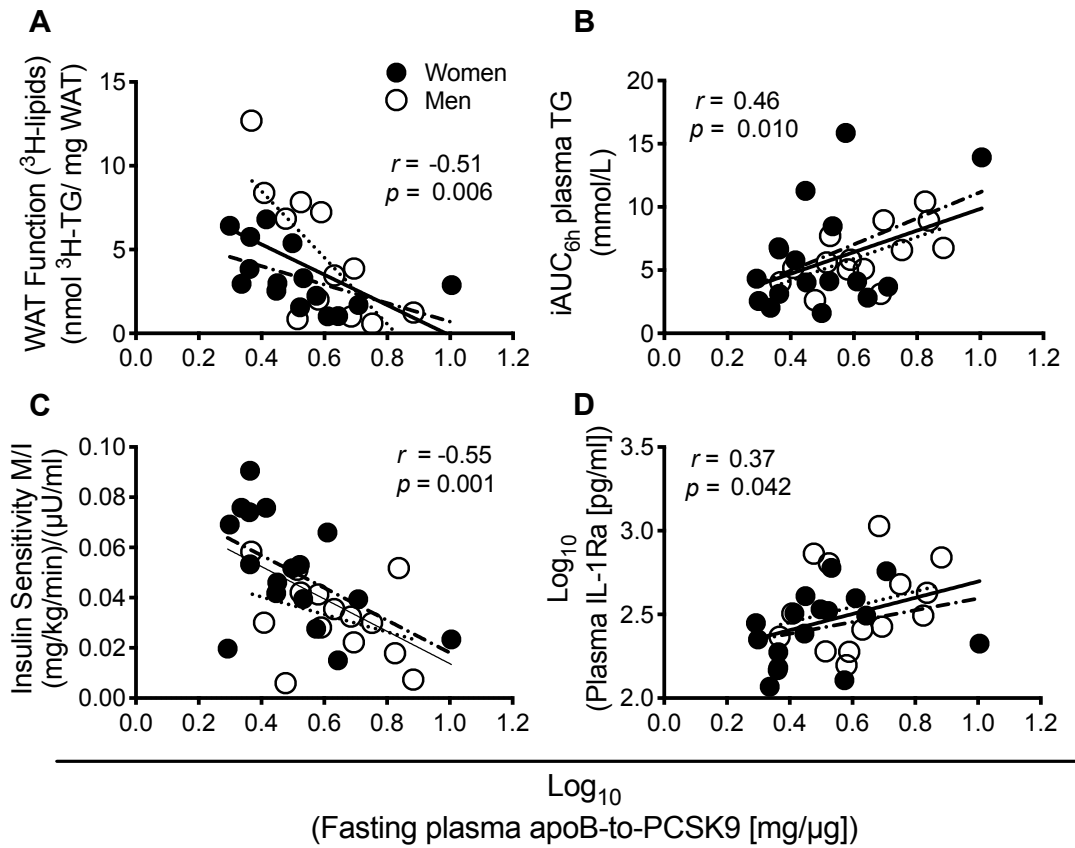 A
WAT Function (³H-lipids)
(nmol ³H-TG/ mg WAT)
15
10
5
0
0.0 0.2 0.4 0.6 0.8 1.0 1.2
Women
Men
r = -0.51
p = 0.006
B
iAUC₆ₕ plasma TG
(mmol/L)
20
15
10
5
0
0.0 0.2 0.4 0.6 0.8 1.0 1.2
r = 0.46
p = 0.010
C
Insulin Sensitivity M/I
(mg/kg/min)/(µU/ml)
0.10
0.08
0.06
0.04
0.02
0.00
0.0 0.2 0.4 0.6 0.8 1.0 1.2
r = -0.55
p = 0.001
D
Log₁₀
(Plasma IL-1Ra [pg/ml])
3.5
3.0
2.5
2.0
0.0 0.2 0.4 0.6 0.8 1.0 1.2
r = 0.37
p = 0.042
Log₁₀
(Fasting plasma apoB-to-PCSK9 [mg/µg])